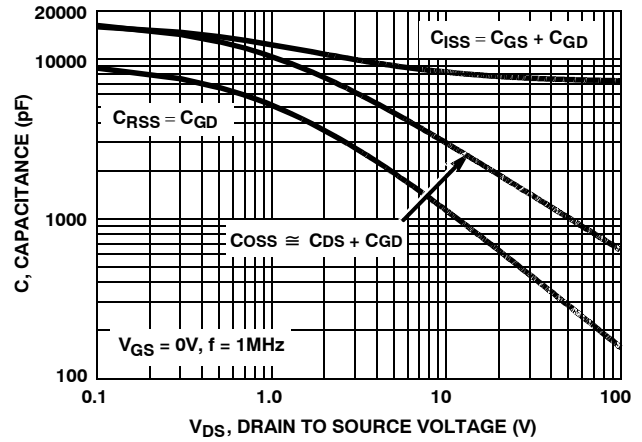 20000
10000
1000
100
C, CAPACITANCE (pF)
CISS = CGS + CGD
CRSS = CGD
COSS ≅ CDS + CGD
VGS = 0V, f = 1MHz
0.1
1.0
10
100
VDS, DRAIN TO SOURCE VOLTAGE (V)